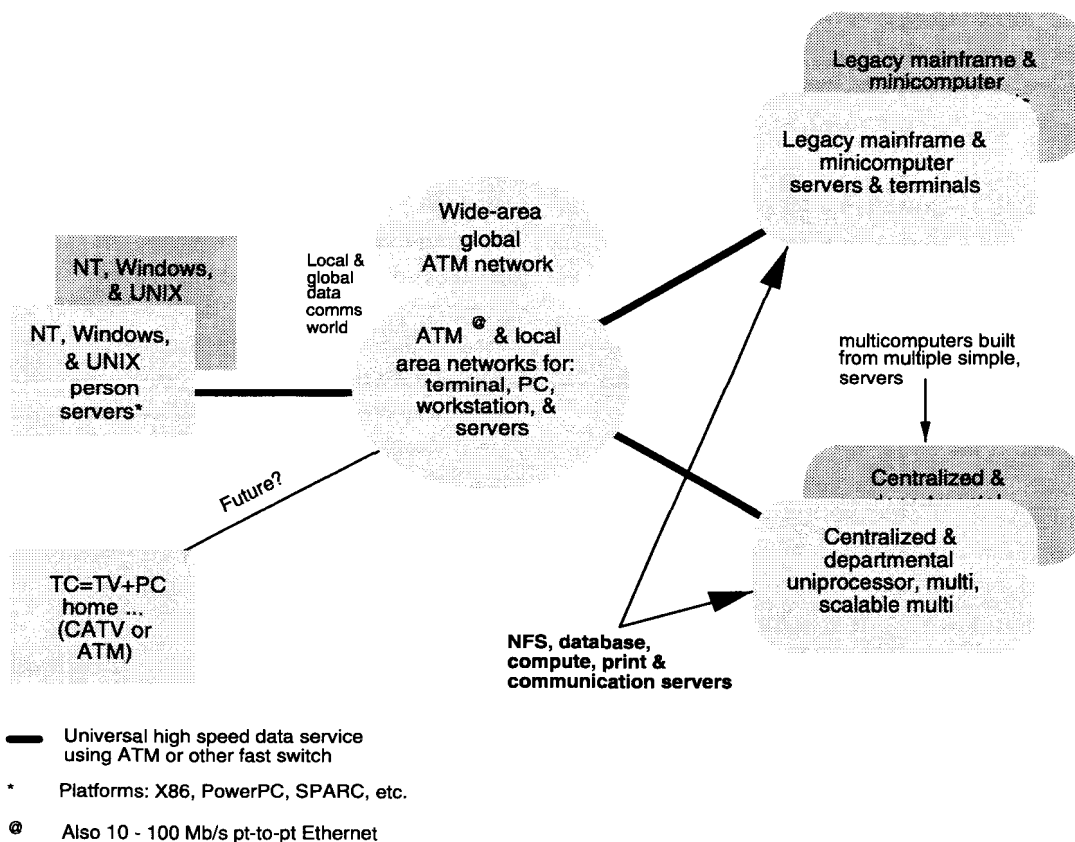 Legacy mainframe &
minicomputer
Legacy mainframe &
minicomputer
servers & terminals
Wide-area
global
ATM network
Local &
global
data
comms
world
NT, Windows,
& UNIX
NT, Windows,
& UNIX
person
servers*
ATM @ & local
area networks for:
terminal, PC,
workstation, &
servers
multicomputers built
from multiple simple,
servers
Future?
Centralized &
Centralized &
departmental
uniprocessor, multi,
scalable multi
TC=TV+PC
home ...
(CATV or
ATM)
NFS, database,
compute, print &
communication servers
Universal high speed data service
using ATM or other fast switch
* Platforms: X86, PowerPC, SPARC, etc.
@ Also 10 - 100 Mb/s pt-to-pt Ethernet